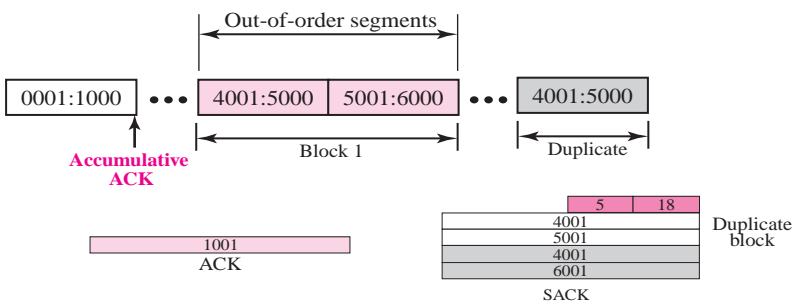 Out-of-order segments
0001:1000 4001:5000 5001:6000 4001:5000
Block 1
Duplicate
Accumulative
ACK
5 18
4001
5001
4001
6001
Duplicate
block
1001
ACK
SACK